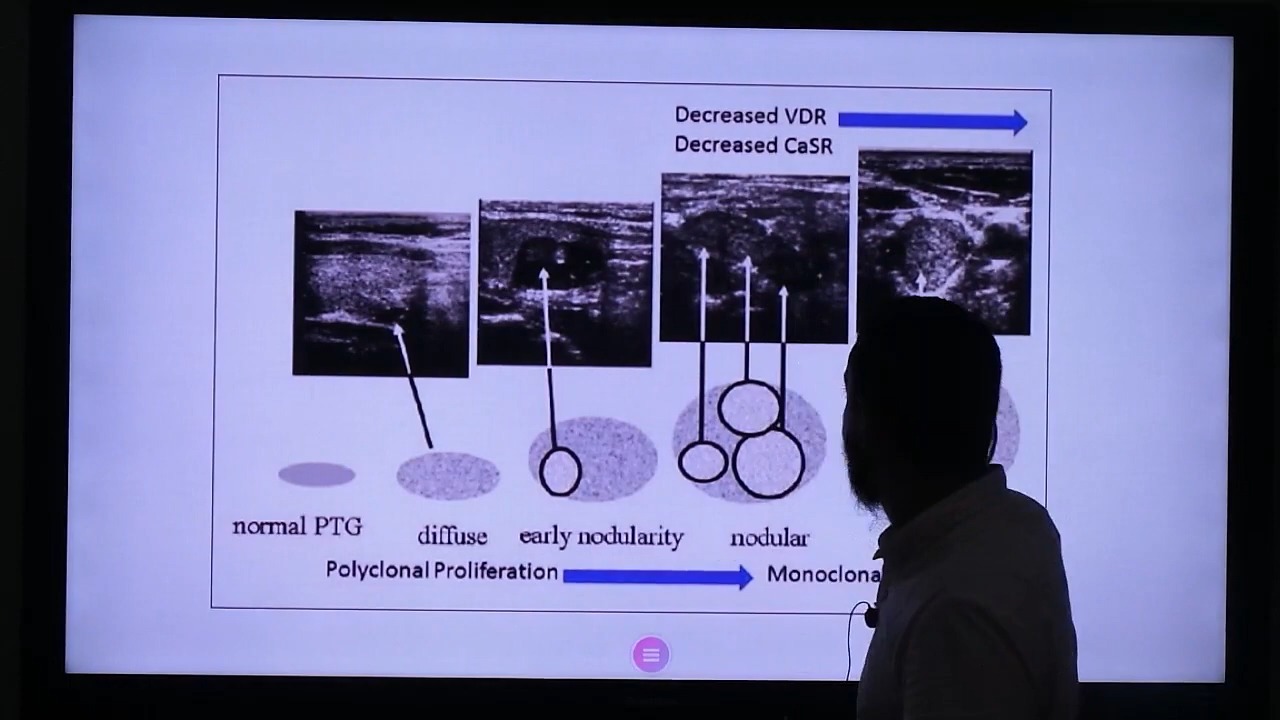 Decreased VDR
Decreased CaSR
normal PTG
diffuse
early nodularity
nodular
Polyclonal Proliferation